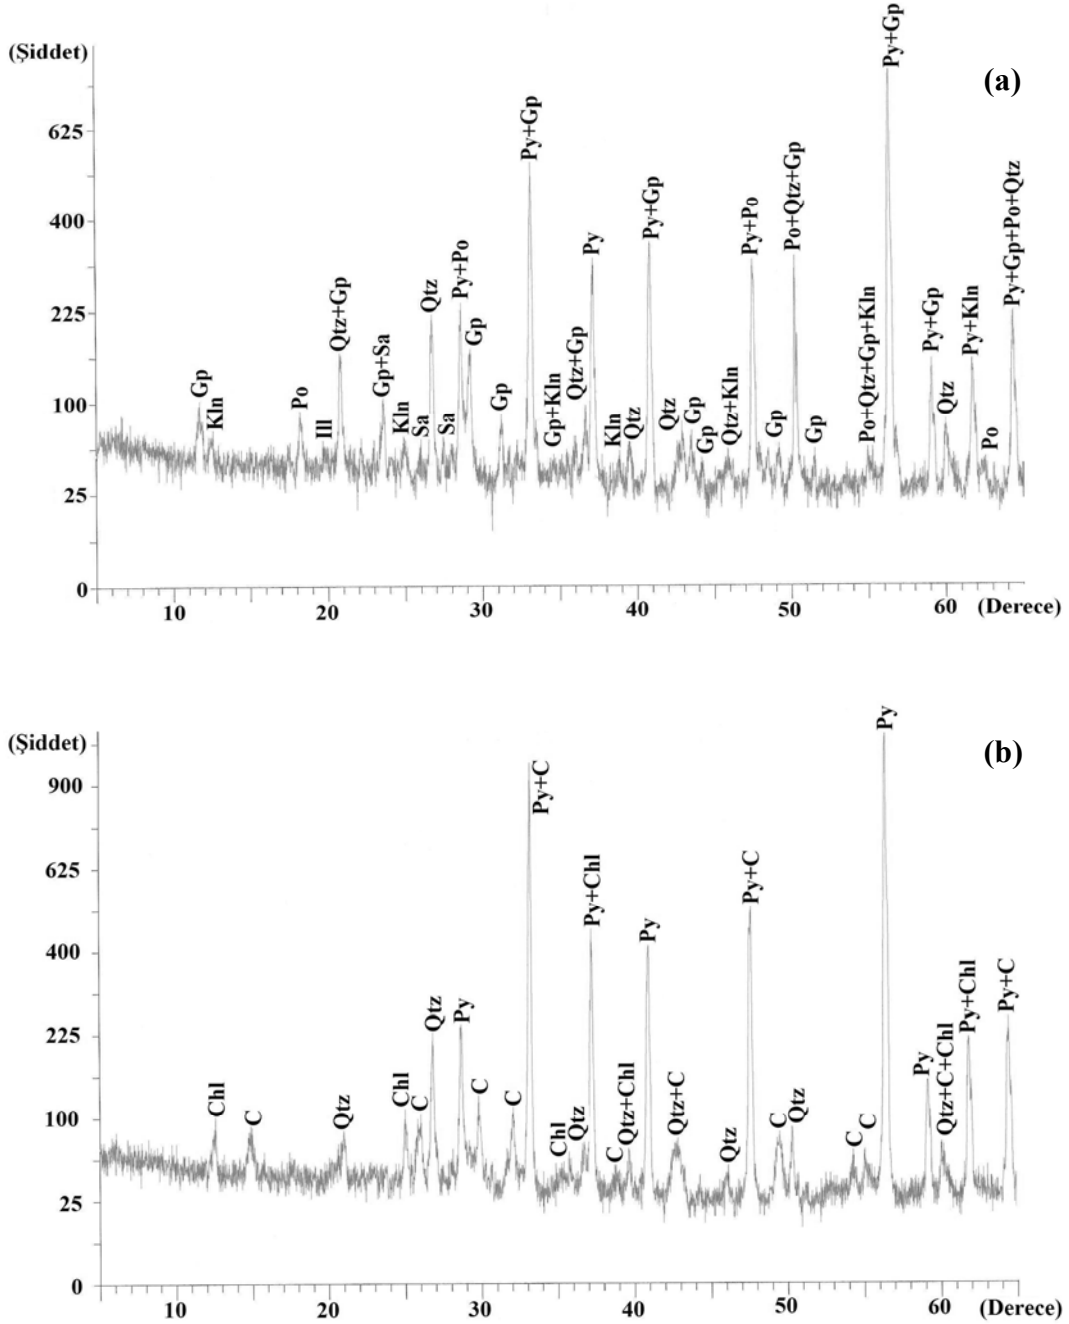 (Şiddet)
(a)
625
400
225
100
25
0
Gp
Kln
Po
Ill
Qtz+Gp
Gp+Sa
Kln
Sa
Qtz
Sa
Py+Po
Gp
Gp
Py+Gp
Gp+Kln
Qtz+Gp
Py
Kln
Qtz
Py+Gp
Qtz
Gp
Gp
Qtz+Kln
Py+Po
Gp
Po+Qtz+Gp
Gp
Po+Qtz+Gp+Kln
Py+Gp
Py+Gp
Qtz
Py+Kln
Po
Py+Gp+Po+Qtz
10 20 30 40 50 60 (Derece)
(Şiddet)
(b)
900
625
400
225
100
25
0
Chl
C
Qtz
Chl
C
Qtz
Py
C
C
Py+C
Chl
Qtz
Py+Chl
C
Qtz+Chl
Py
Qtz+C
Qtz
Py+C
C
Qtz
C
C
Py
Py
Qtz+C+Chl
Py+Chl
Py+C
10 20 30 40 50 60 (Derece)